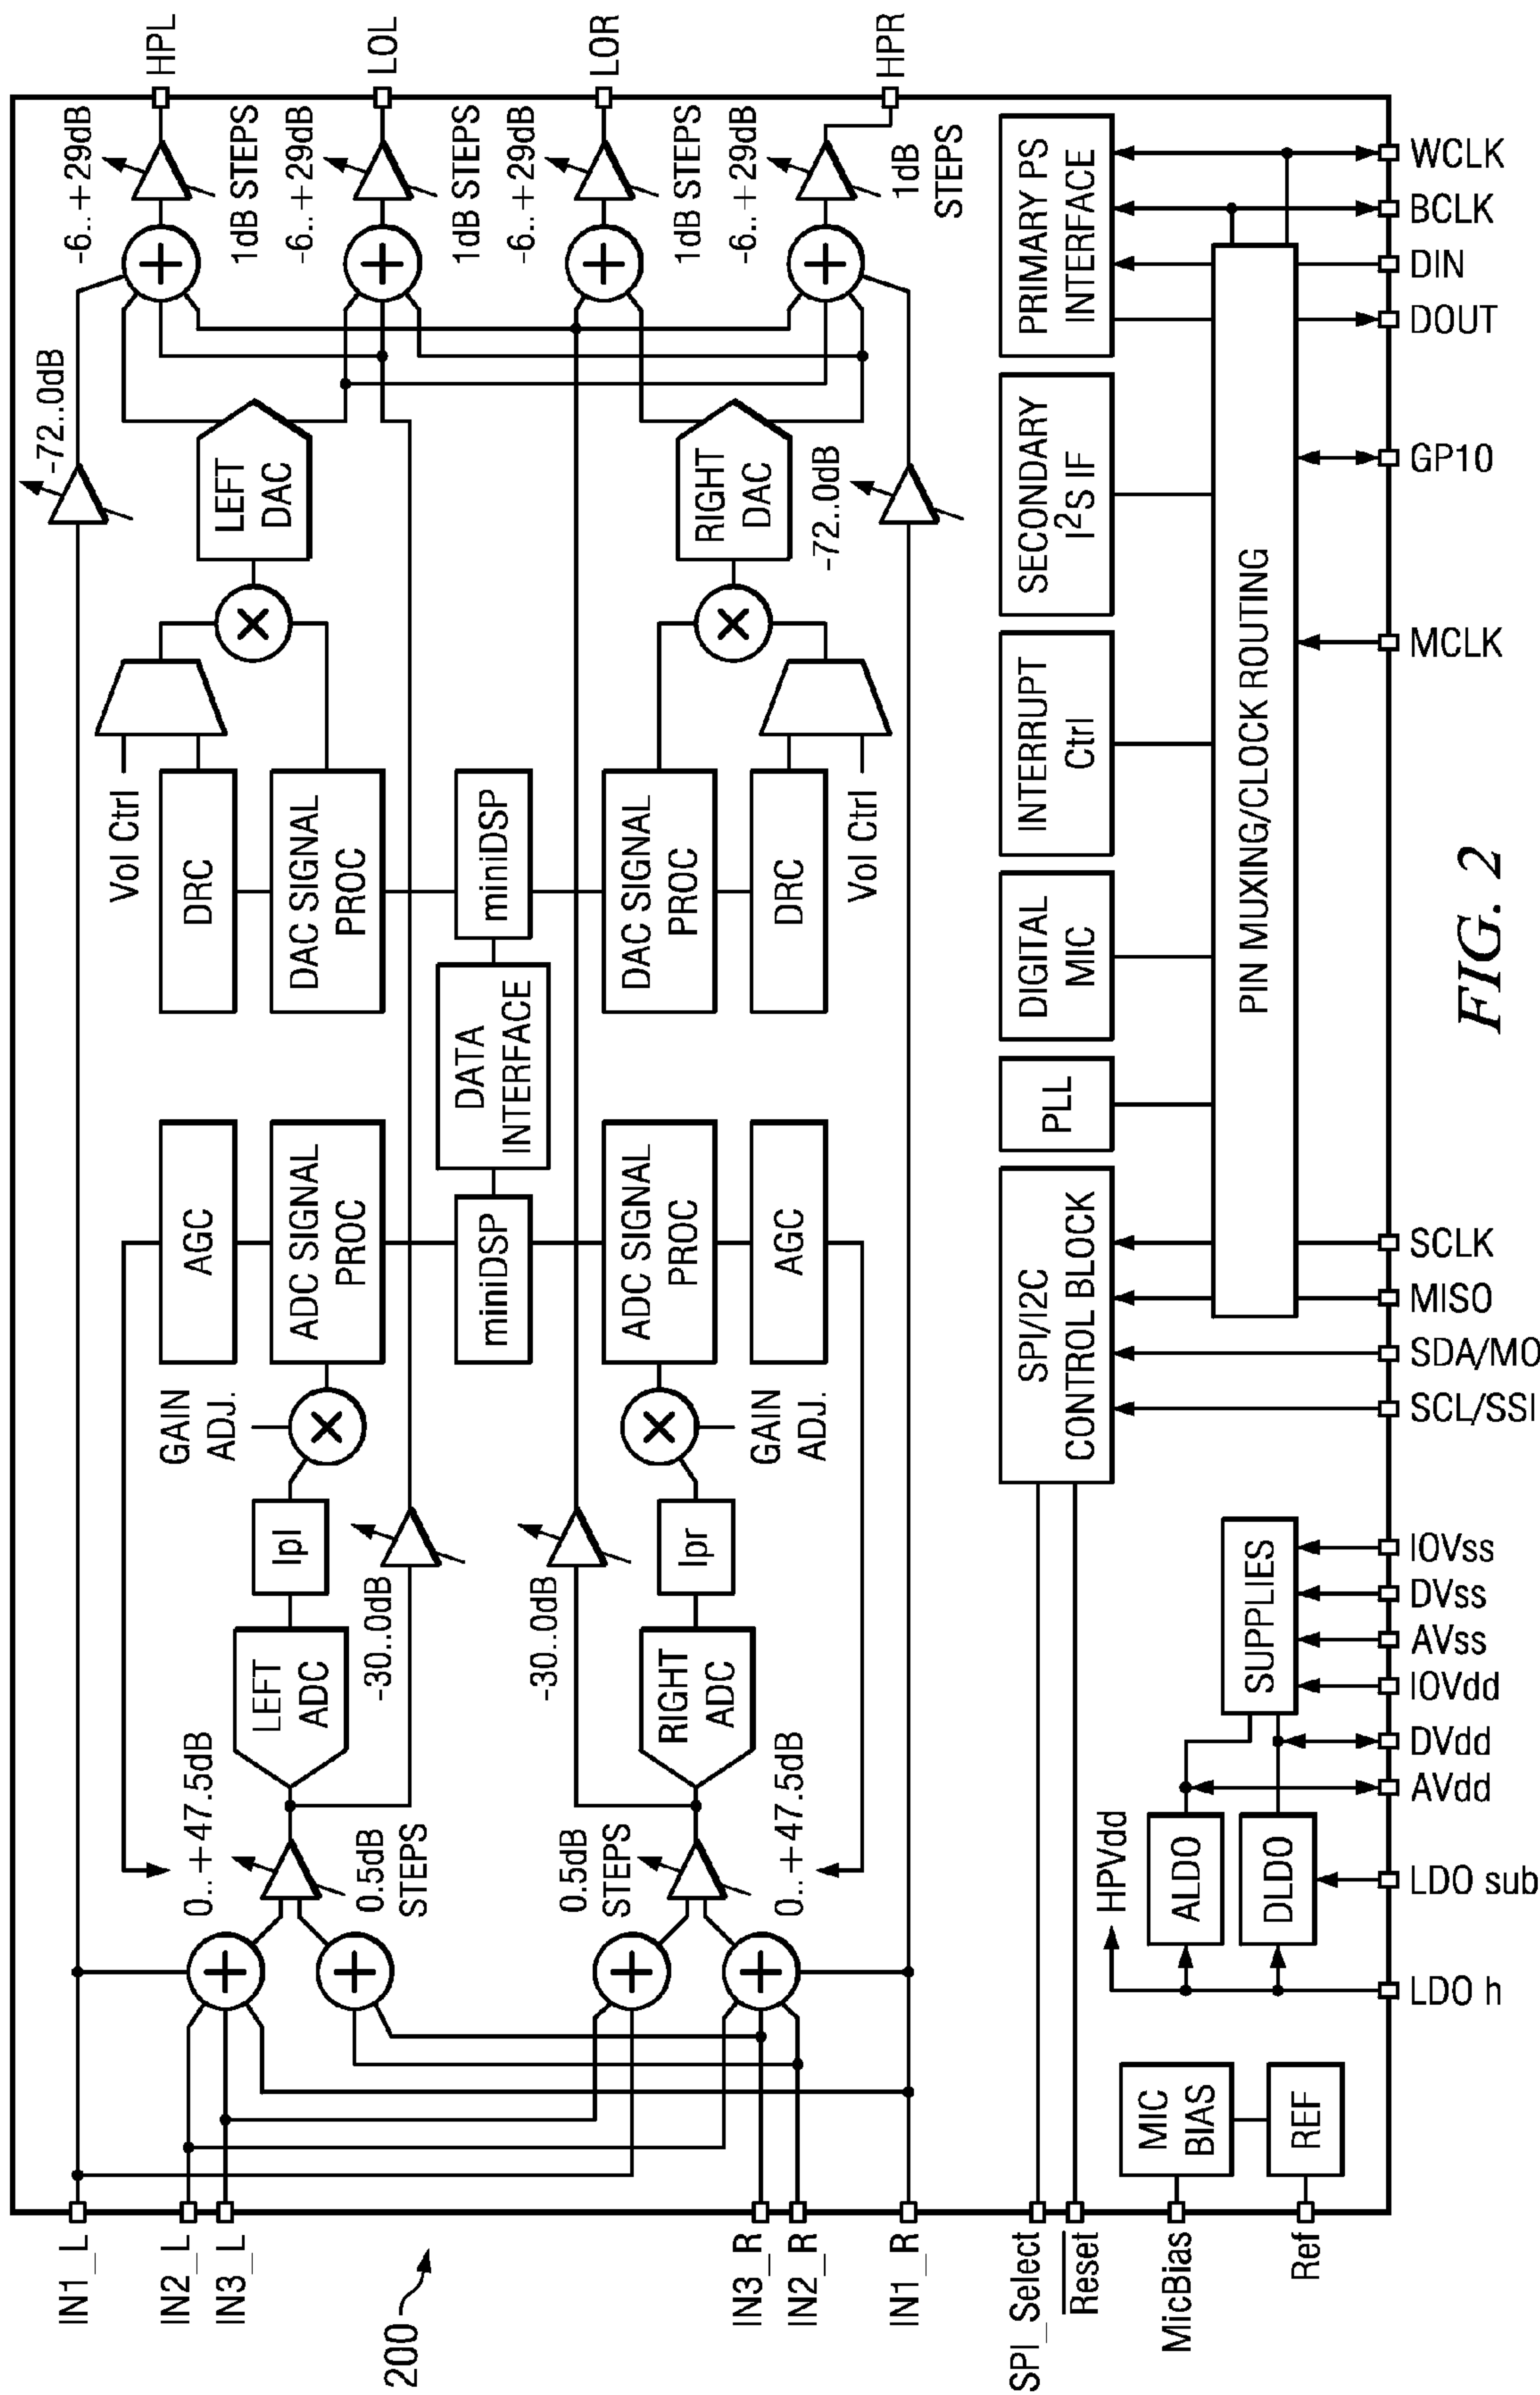 IN1_L
IN2_L
IN3_L
200
IN3_R
IN2_R
IN1_R
SPI_Select
Reset
MicBias
Ref
0..+47.5dB
0.5dB
STEPS
0.5dB
STEPS
0..+47.5dB
LEFT
ADC
-30..0dB
-30..0dB
RIGHT
ADC
Ipl
Ipr
GAIN
ADJ.
GAIN
ADJ.
AGC
ADC SIGNAL
PROC
miniDSP
ADC SIGNAL
PROC
AGC
DATA
INTERFACE
Vol Ctrl
DRC
DAC SIGNAL
PROC
miniDSP
DAC SIGNAL
PROC
DRC
Vol Ctrl
-72..0dB
LEFT
DAC
RIGHT
DAC
-72..0dB
-6..+29dB
1dB STEPS
-6..+29dB
1dB STEPS
-6..+29dB
1dB STEPS
-6..+29dB
1dB
STEPS
HPL
LOL
LOR
HPR
MIC
BIAS
REF
HPVdd
ALDO
DLDO
SUPPLIES
SPI/I2C
CONTROL BLOCK
PLL
DIGITAL
MIC
INTERRUPT
Ctrl
SECONDARY
I2S IF
PRIMARY PS
INTERFACE
PIN MUXING/CLOCK ROUTING
LDO h
LDO sub
AVdd
DVdd
IOVdd
AVss
DVss
IOVss
SCL/SSI
SDA/MO
MISO
SCLK
MCLK
GP10
DOUT
DIN
BCLK
WCLK
FIG. 2